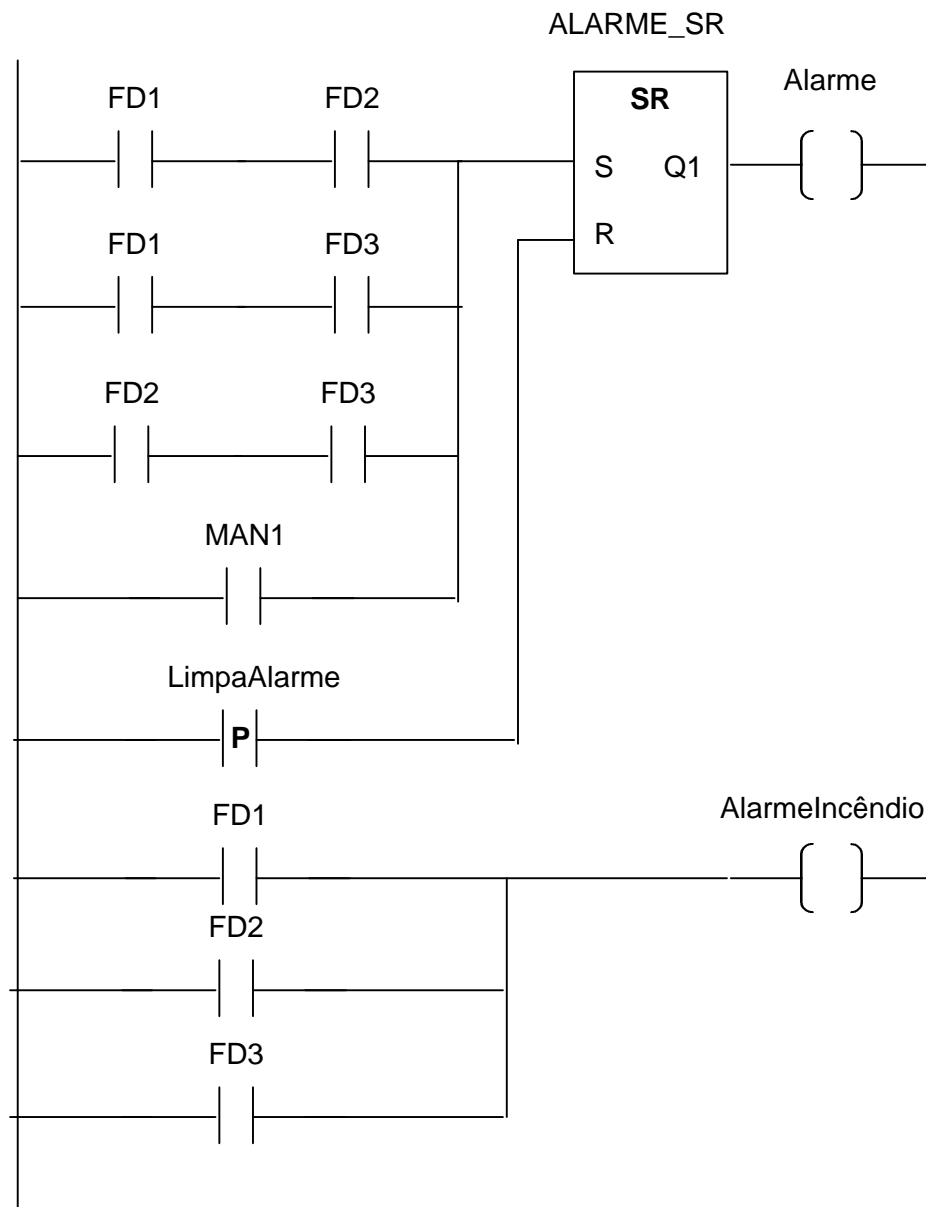 ALARME_SR
FD1 FD2 SR Alarme
S Q1
FD1 FD3 R
FD2 FD3
MAN1
LimpaAlarme
P
FD1 AlarmeIncêndio
FD2
FD3